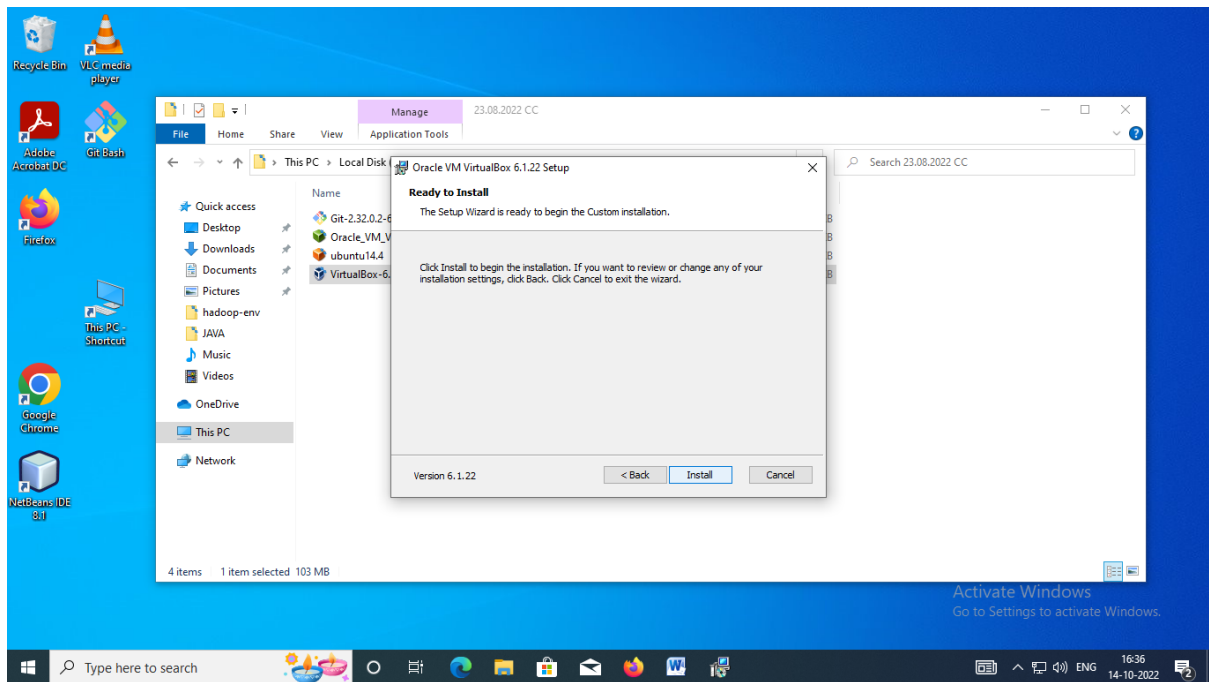 Recycle Bin
VLC media
player
Adobe
Acrobat DC
Git Bash
Firefox
This PC -
Shortcut
Google
Chrome
NetBeans IDE
8.1
Manage
23.08.2022 CC
File
Home
Share
View
Application Tools
This PC > Local Disk
Search 23.08.2022 CC
Quick access
Desktop
Downloads
Documents
Pictures
hadoop-env
JAVA
Music
Videos
OneDrive
This PC
Network
Name
Git-2.32.0.2-6
Oracle_VM_V
ubuntu14.4
VirtualBox-6.
B
B
B
B
Oracle VM VirtualBox 6.1.22 Setup
Ready to Install
The Setup Wizard is ready to begin the Custom installation.
Click Install to begin the installation. If you want to review or change any of your
installation settings, click Back. Click Cancel to exit the wizard.
Version 6.1.22
< Back
Install
Cancel
4 items
1 item selected 103 MB
Activate Windows
Go to Settings to activate Windows.
Type here to search
ENG
16:36
14-10-2022
2